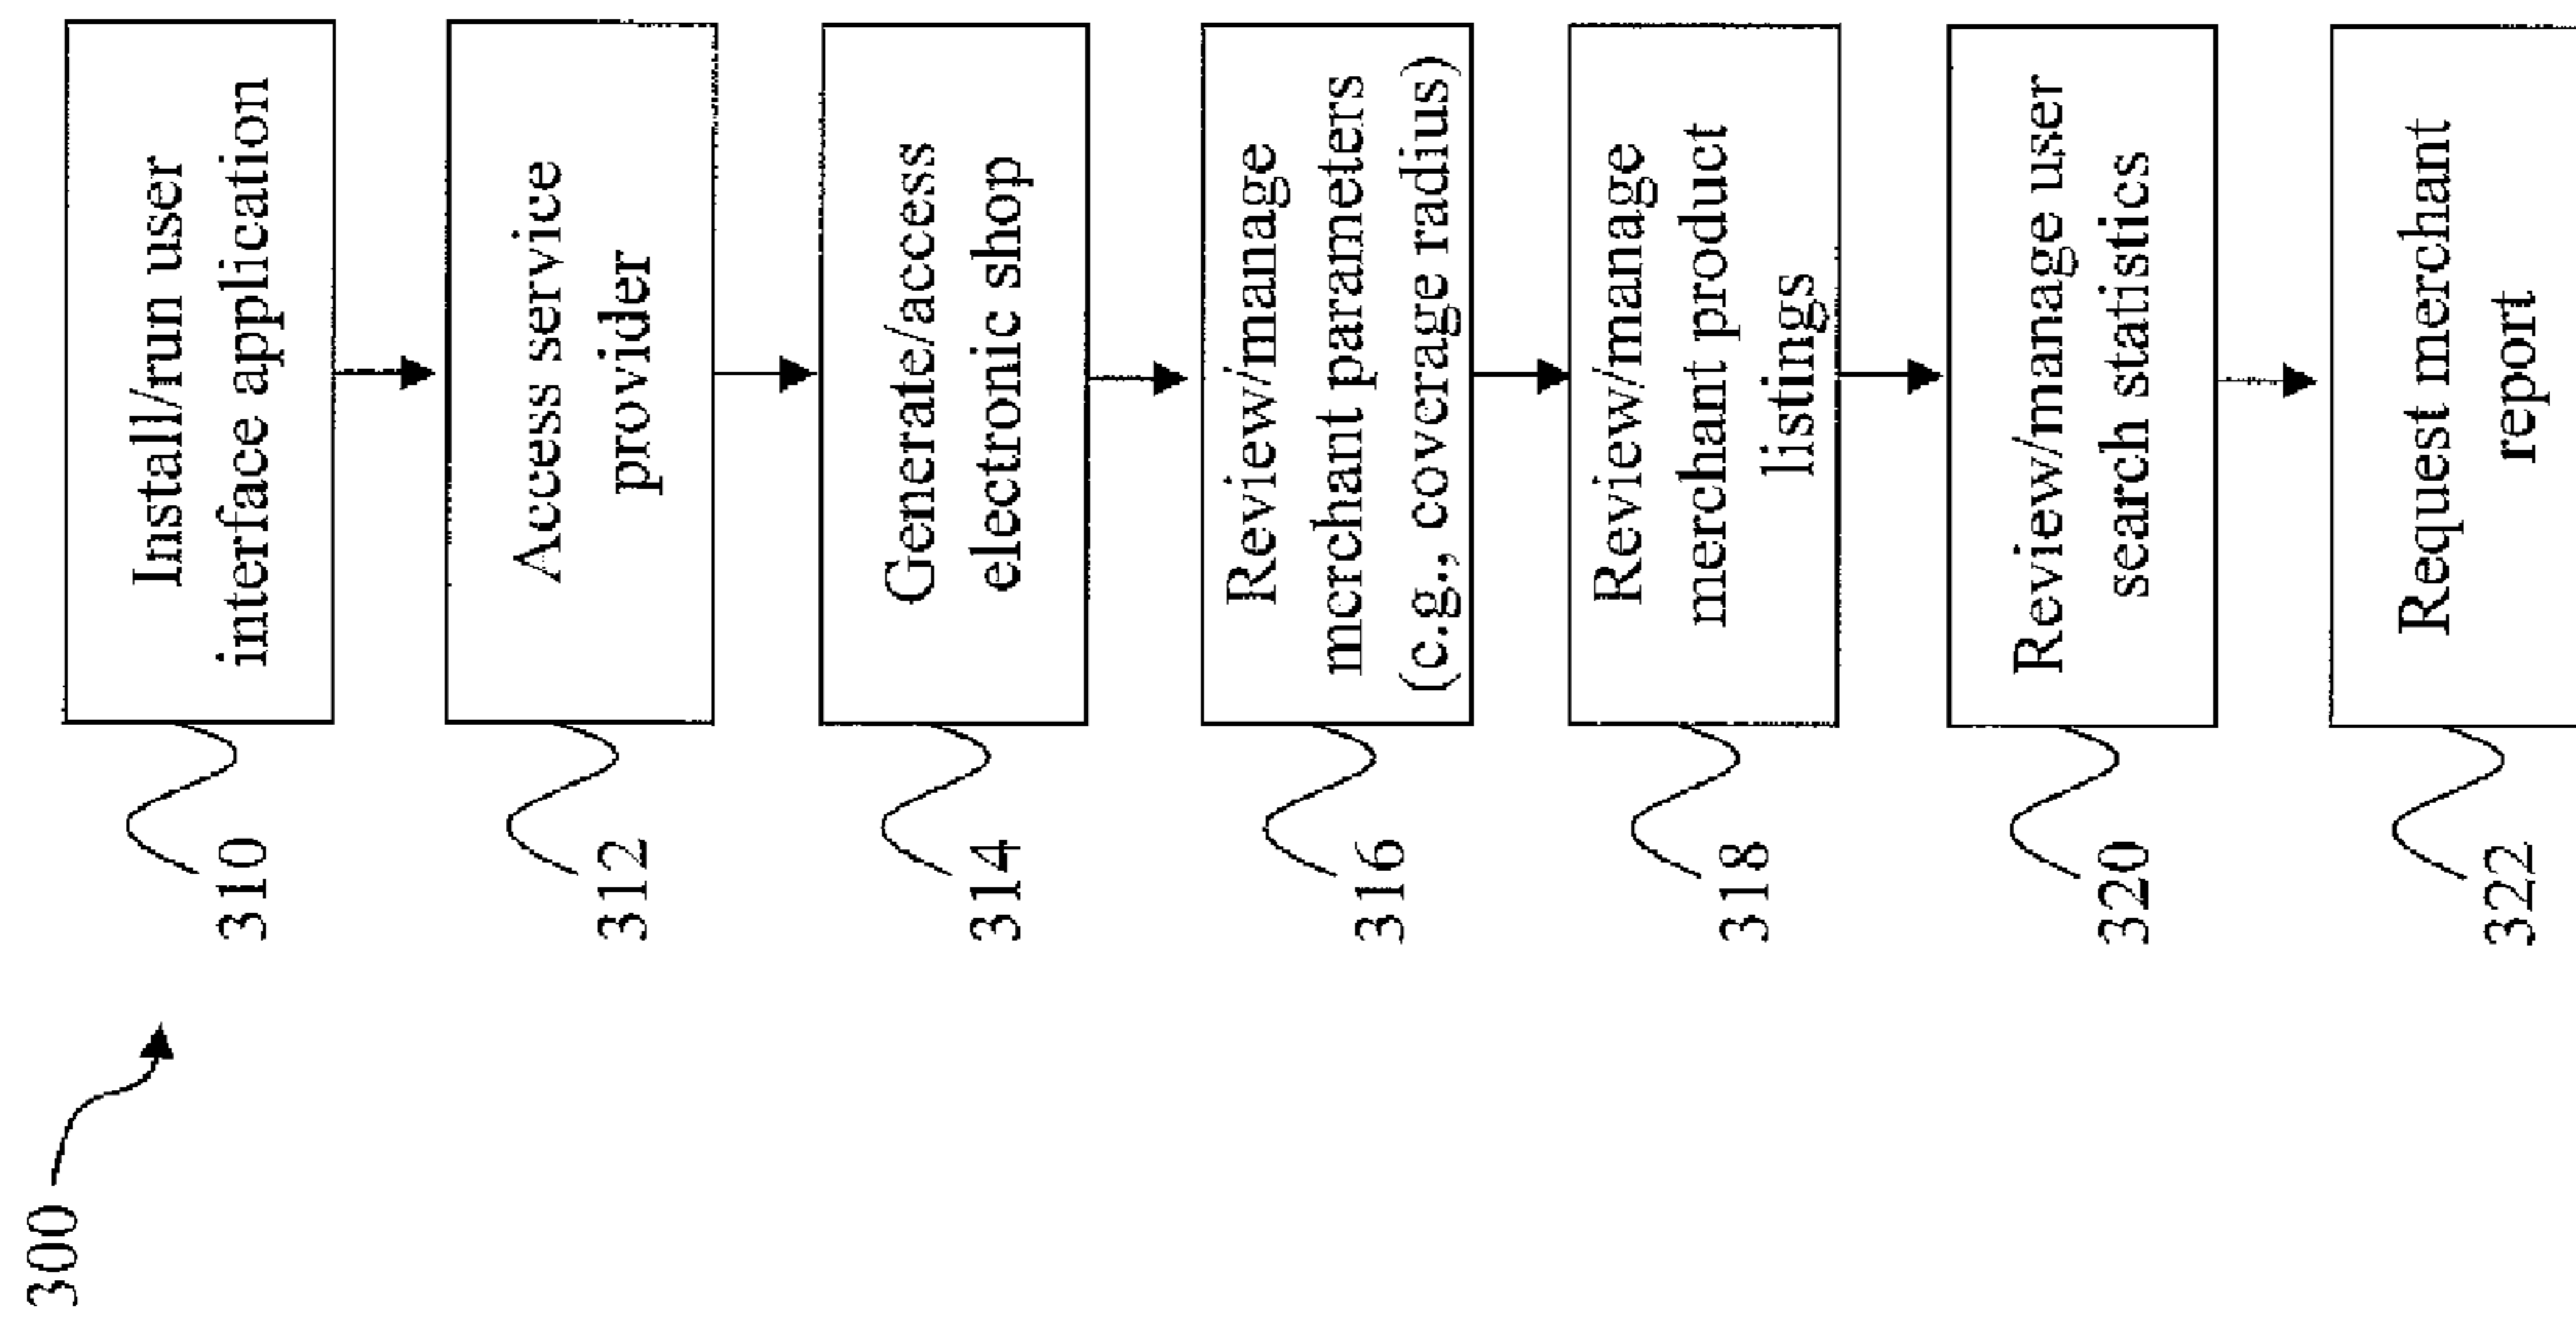 300
310
Install/run user
interface application
312
Access service
provider
314
Generate/access
electronic shop
316
Review/manage
merchant parameters
(e.g., coverage radius)
318
Review/manage
merchant product
listings
320
Review/manage user
search statistics
322
Request merchant
report